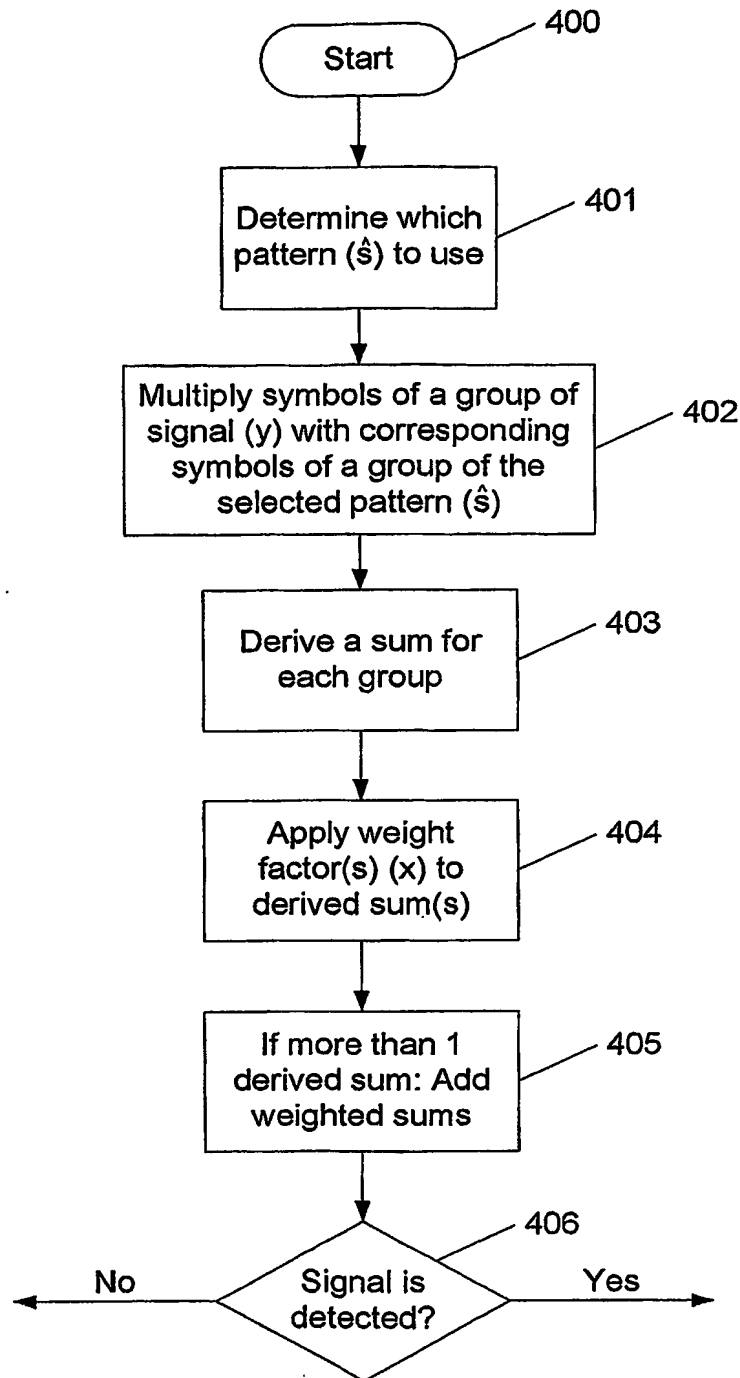 400
Start
401
Determine which
pattern (ŝ) to use
402
Multiply symbols of a group of
signal (y) with corresponding
symbols of a group of the
selected pattern (ŝ)
403
Derive a sum for
each group
404
Apply weight
factor(s) (x) to
derived sum(s)
405
If more than 1
derived sum: Add
weighted sums
406
No
Signal is
detected?
Yes